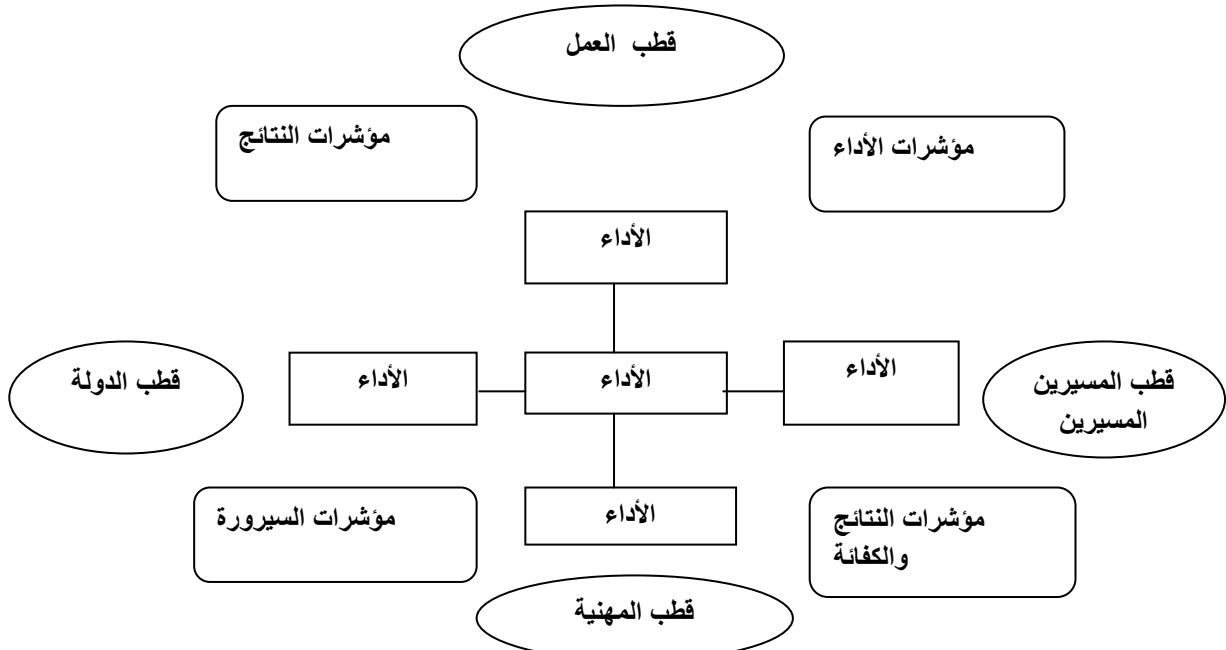 قطب العمل
مؤشرات النتائج
مؤشرات الأداء
الأداء
قطب الدولة
الأداء
الأداء
الأداء
قطب المسيرين
المسيرين
مؤشرات السيرورة
الأداء
مؤشرات النتائج
والكفائة
قطب المهنية